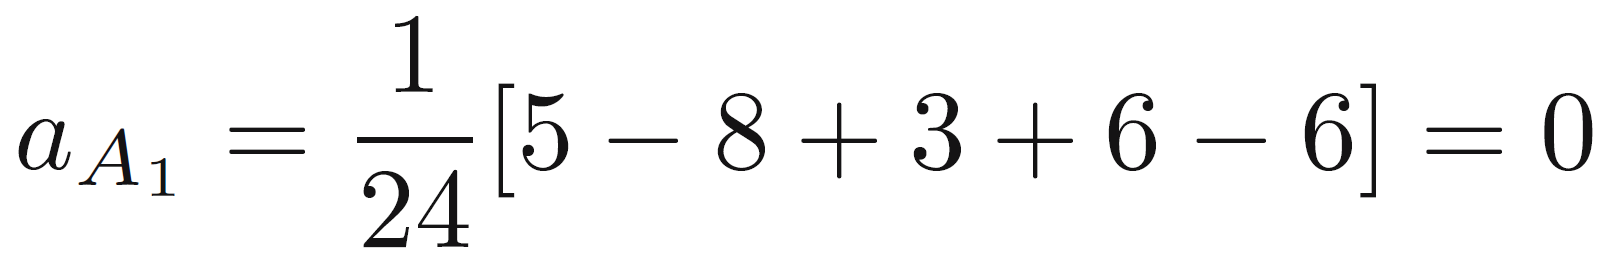 a_{A_1} = \frac{1}{24}[5 − 8 + 3 + 6 − 6] = 0